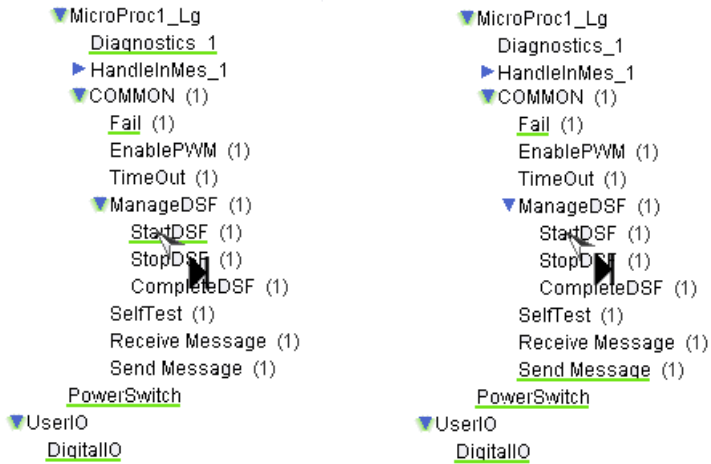 MicroProc1_Lg
Diagnostics_1
HandleInMes_1
COMMON (1)
Fail (1)
EnablePWM (1)
TimeOut (1)
ManageDSF (1)
StartDSF (1)
StopDSF (1)
CompleteDSF (1)
SelfTest (1)
Receive Message (1)
Send Message (1)
PowerSwitch
UserIO
DigitalIO
MicroProc1_Lg
Diagnostics_1
HandleInMes_1
COMMON (1)
Fail (1)
EnablePWM (1)
TimeOut (1)
ManageDSF (1)
StartDSF (1)
StopDSF (1)
CompleteDSF (1)
SelfTest (1)
Receive Message (1)
Send Message (1)
PowerSwitch
UserIO
DigitalIO